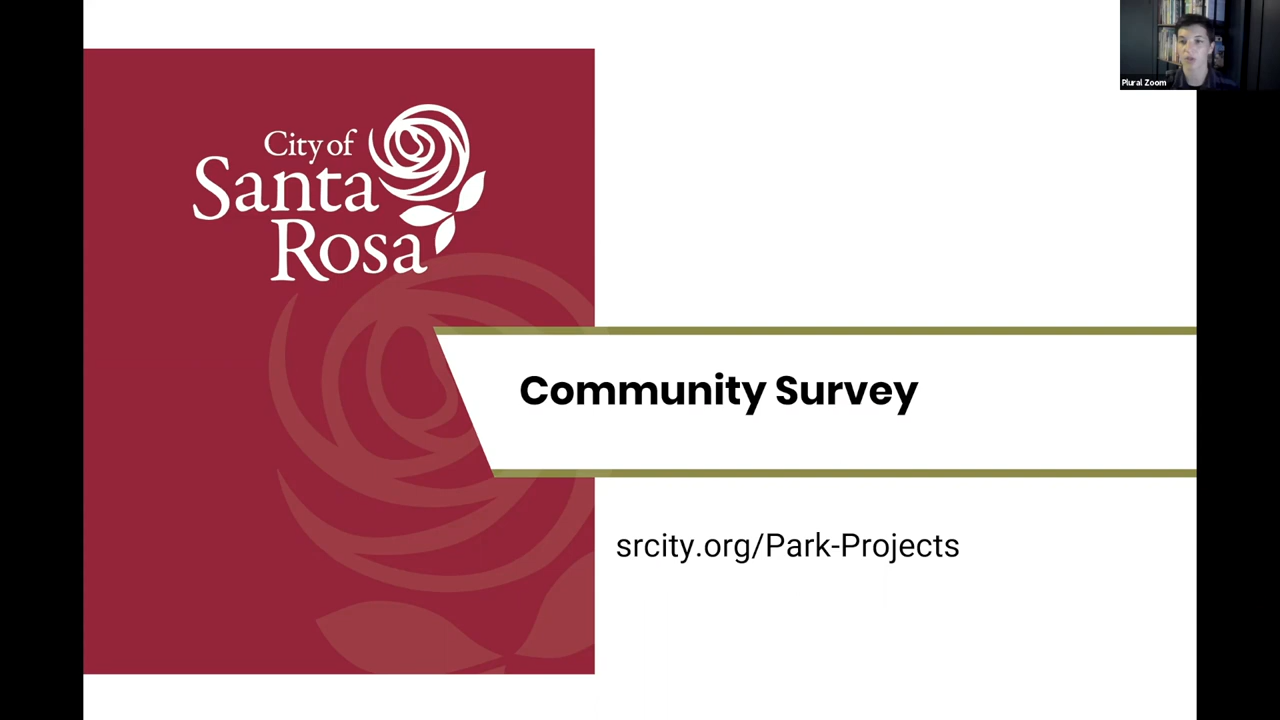 City of
Santa
Rosa
Community Survey
srcity.org/Park-Projects
Plural Zoom